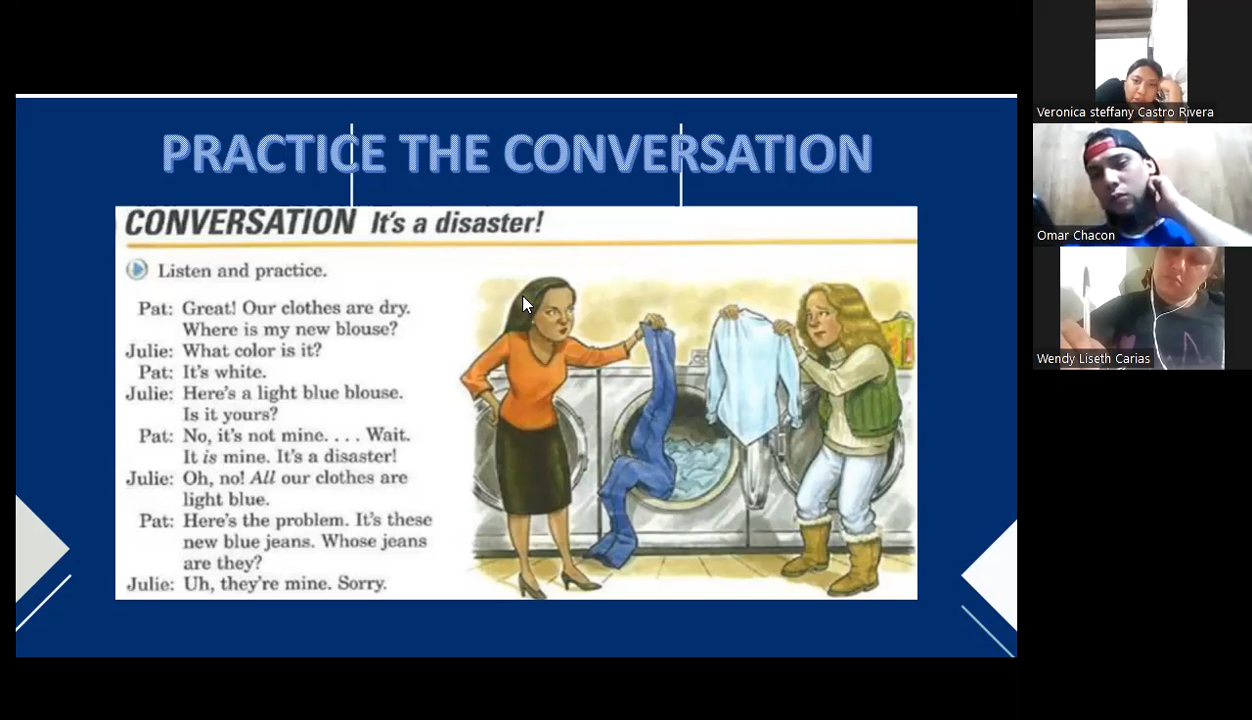 PRACTICE THE CONVERSATION
CONVERSATION It's a disaster!
Listen and practice.
Pat: Great! Our clothes are dry.
Where is my new blouse?
Julie: What color is it?
Pat: It's white.
Julie: Here's a light blue blouse.
Is it yours?
Pat: No, it's not mine. . . . Wait.
It is mine. It's a disaster!
Julie: Oh, no! All our clothes are
light blue.
Pat: Here's the problem. It's these
new blue jeans. Whose jeans
are they?
Julie: Uh, they're mine. Sorry.
Veronica steffany Castro Rivera
Omar Chacon
Wendy Liseth Carias